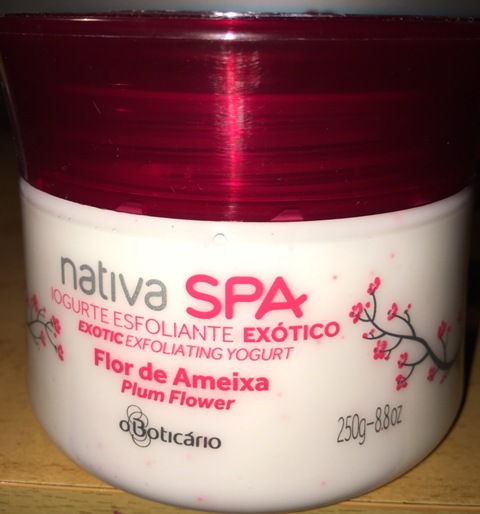 nativa SPA
IOGURTE ESFOLIANTE EXÓTICO
EXOTIC EXFOLIATING YOGURT
Flor de Ameixa
Plum Flower
oBoticário
250g-8.8oz